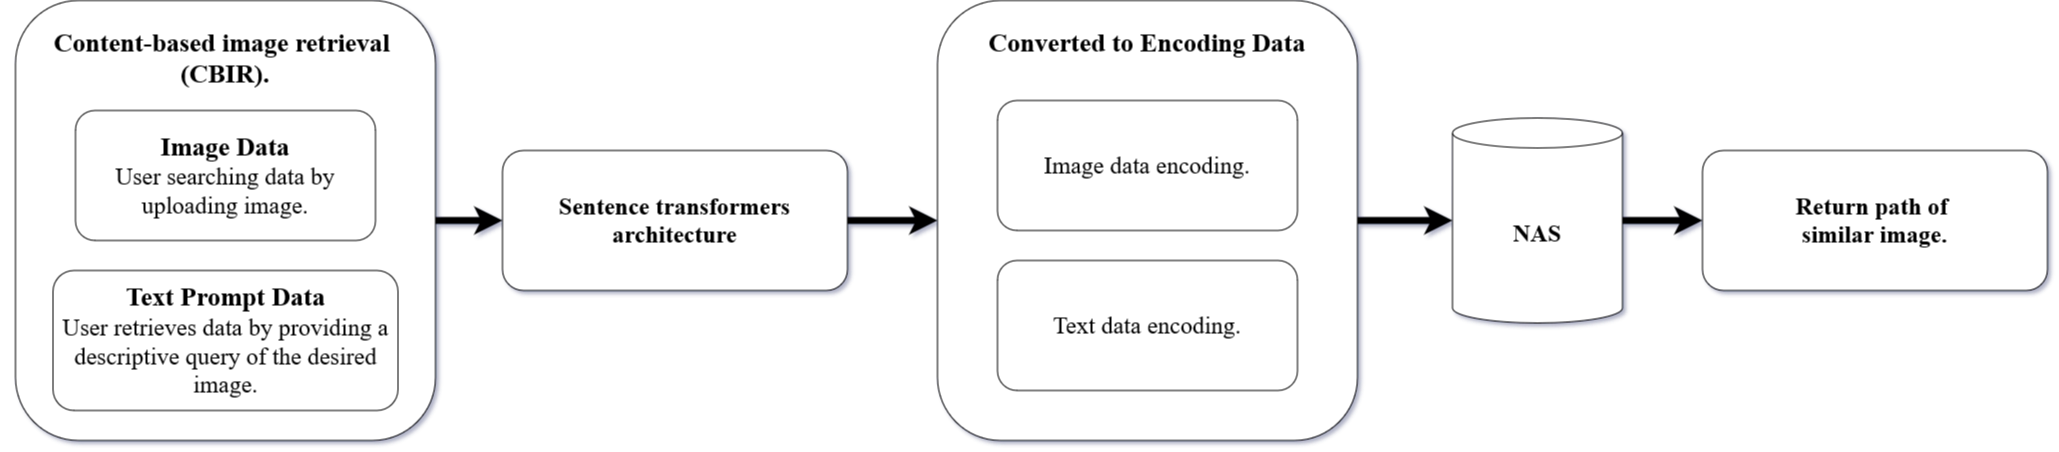 Content-based image retrieval
(CBIR).
Image Data
User searching data by
uploading image.
Text Prompt Data
User retrieves data by providing a
descriptive query of the desired
image.
Sentence transformers
architecture
Converted to Encoding Data
Image data encoding.
Text data encoding.
NAS
Return path of
similar image.